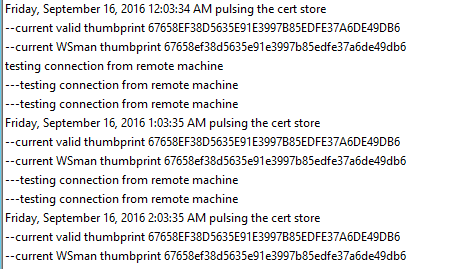 Friday, September 16, 2016 12:03:34 AM pulsing the cert store
--current valid thumbprint 67658EF38D5635E91E3997B85EDFE37A6DE49DB6
--current WSman thumbprint 67658ef38d5635e91e3997b85edfe37a6de49db6
testing connection from remote machine
---testing connection from remote machine
---testing connection from remote machine
Friday, September 16, 2016 1:03:35 AM pulsing the cert store
--current valid thumbprint 67658EF38D5635E91E3997B85EDFE37A6DE49DB6
--current WSman thumbprint 67658ef38d5635e91e3997b85edfe37a6de49db6
---testing connection from remote machine
---testing connection from remote machine
Friday, September 16, 2016 2:03:35 AM pulsing the cert store
--current valid thumbprint 67658EF38D5635E91E3997B85EDFE37A6DE49DB6
--current WSman thumbprint 67658ef38d5635e91e3997b85edfe37a6de49db6